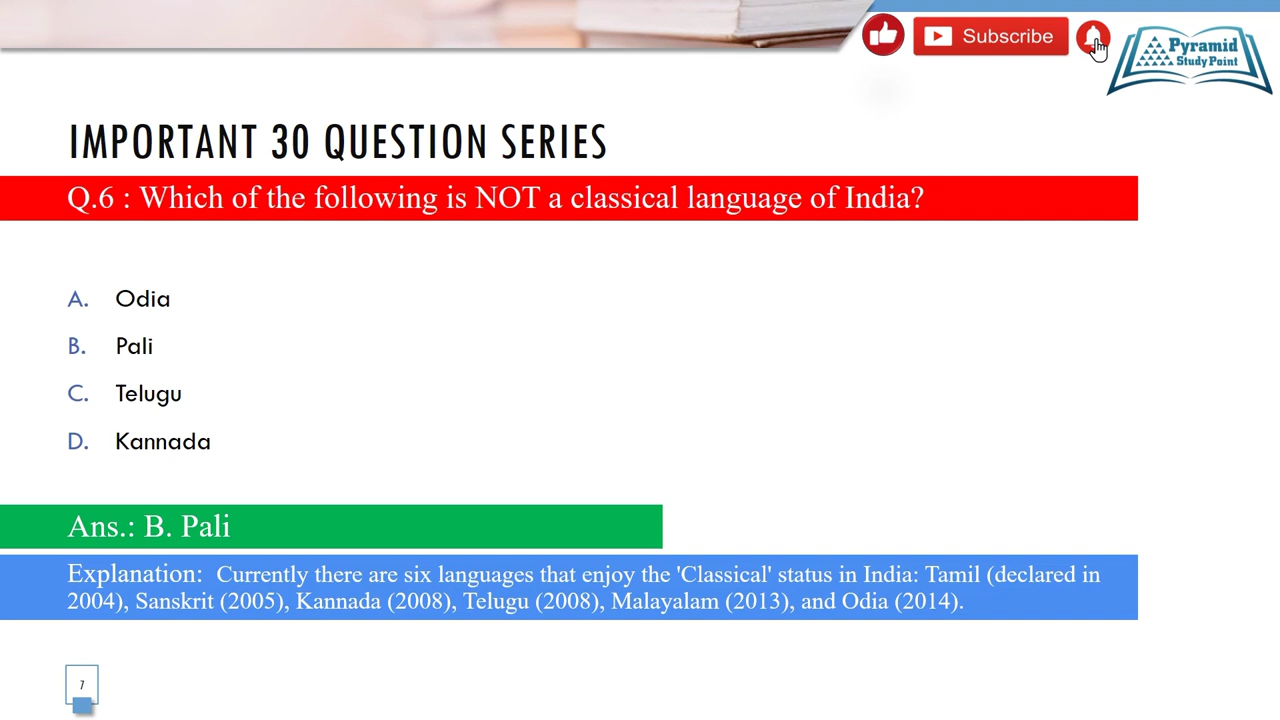 Subscribe
Pyramid
Study Point
IMPORTANT 30 QUESTION SERIES
Q.6 : Which of the following is NOT a classical language of India?
A. Odia
B. Pali
C. Telugu
D. Kannada
Ans.: B. Pali
Explanation: Currently there are six languages that enjoy the 'Classical' status in India: Tamil (declared in
2004), Sanskrit (2005), Kannada (2008), Telugu (2008), Malayalam (2013), and Odia (2014).
7